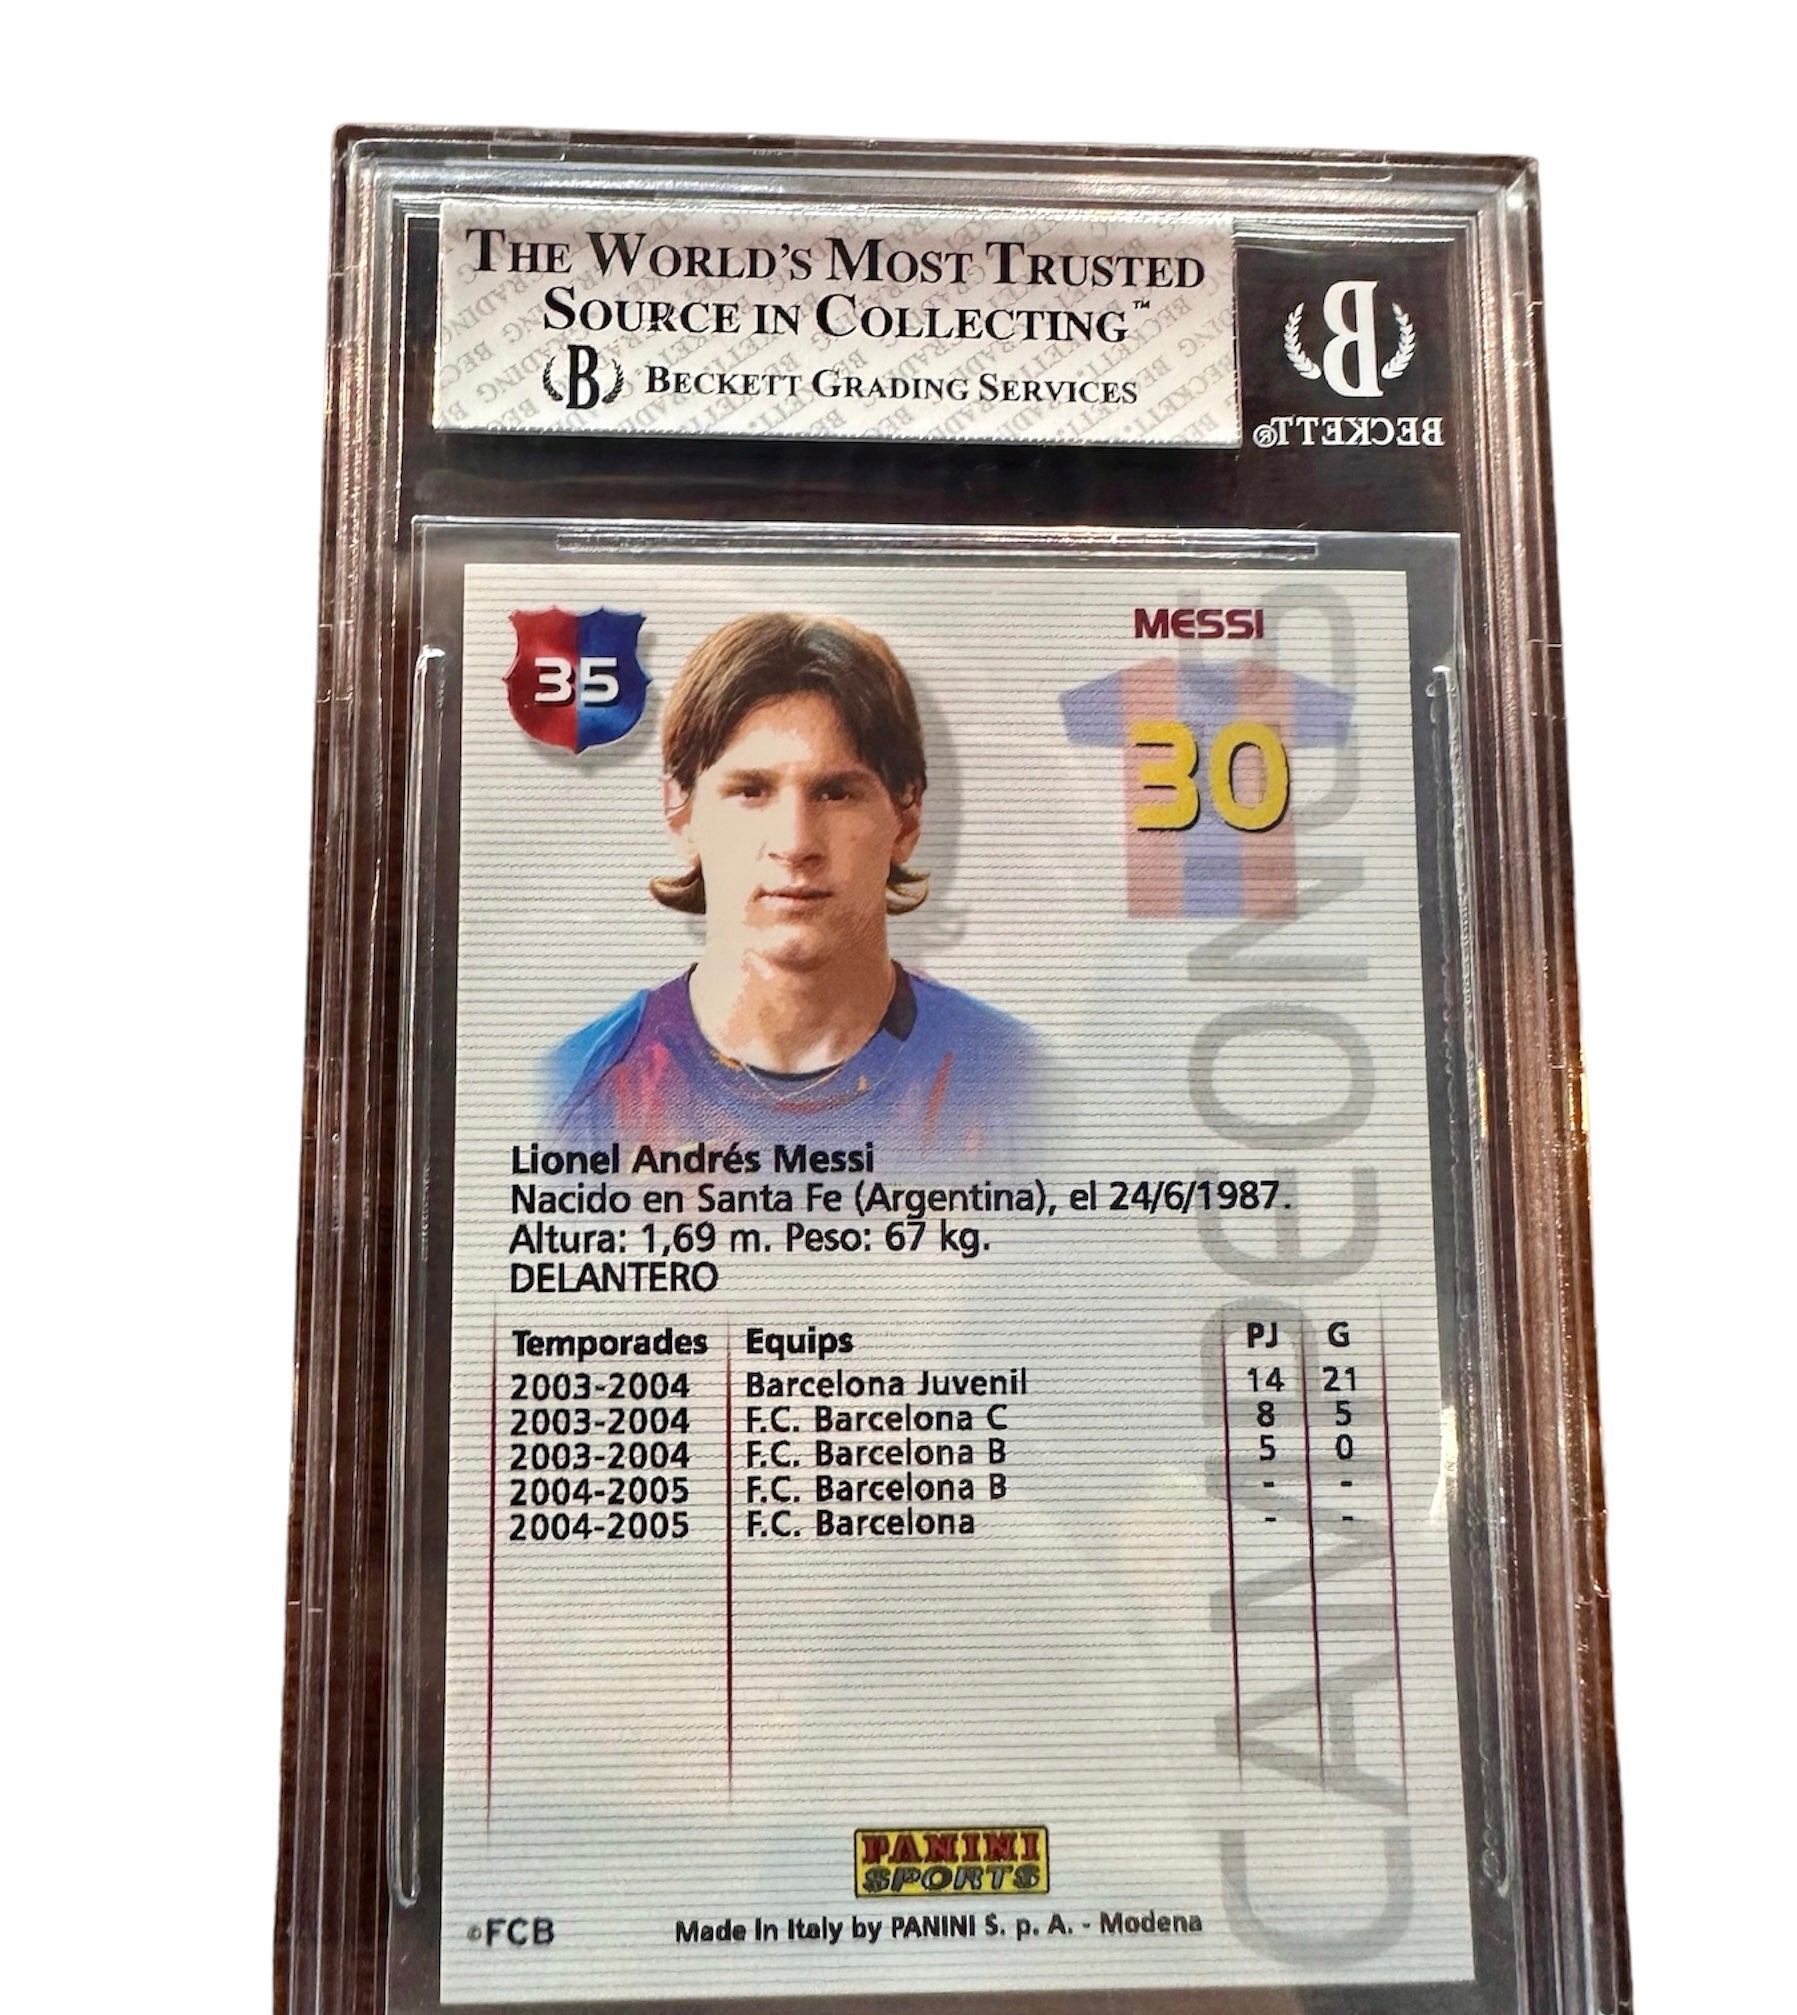 THE WORLD'S MOST TRUSTED
SOURCE IN COLLECTING™
B BECKETT GRADING SERVICES
B
BECKETT®
BECKETT GRADING
35
MESSI
30
CAMPEONS
Lionel Andrés Messi
Nacido en Santa Fe (Argentina), el 24/6/1987.
Altura: 1,69 m. Peso: 67 kg.
DELANTERO
Temporades Equips PJ G
2003-2004 Barcelona Juvenil 14 21
2003-2004 F.C. Barcelona C 8 5
2003-2004 F.C. Barcelona B 5 0
2004-2005 F.C. Barcelona B - -
2004-2005 F.C. Barcelona - -
PANINI
SPORTS
©FCB
Made In Italy by PANINI S. p. A. - Modena